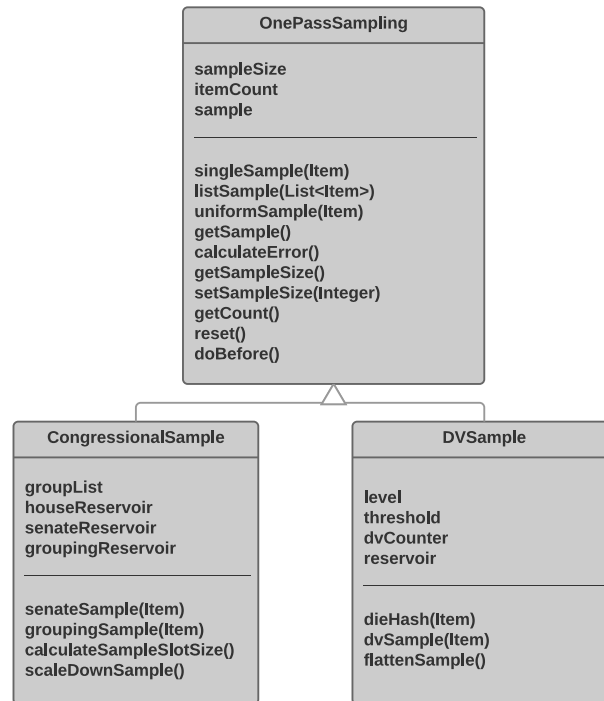 OnePassSampling
sampleSize
itemCount
sample
singleSample(Item)
listSample(List<Item>)
uniformSample(Item)
getSample()
calculateError()
getSampleSize()
setSampleSize(Integer)
getCount()
reset()
doBefore()
CongressionalSample
groupList
houseReservoir
senateReservoir
groupingReservoir
senateSample(Item)
groupingSample(Item)
calculateSampleSlotSize()
scaleDownSample()
DVSample
level
threshold
dvCounter
reservoir
dieHash(Item)
dvSample(Item)
flattenSample()